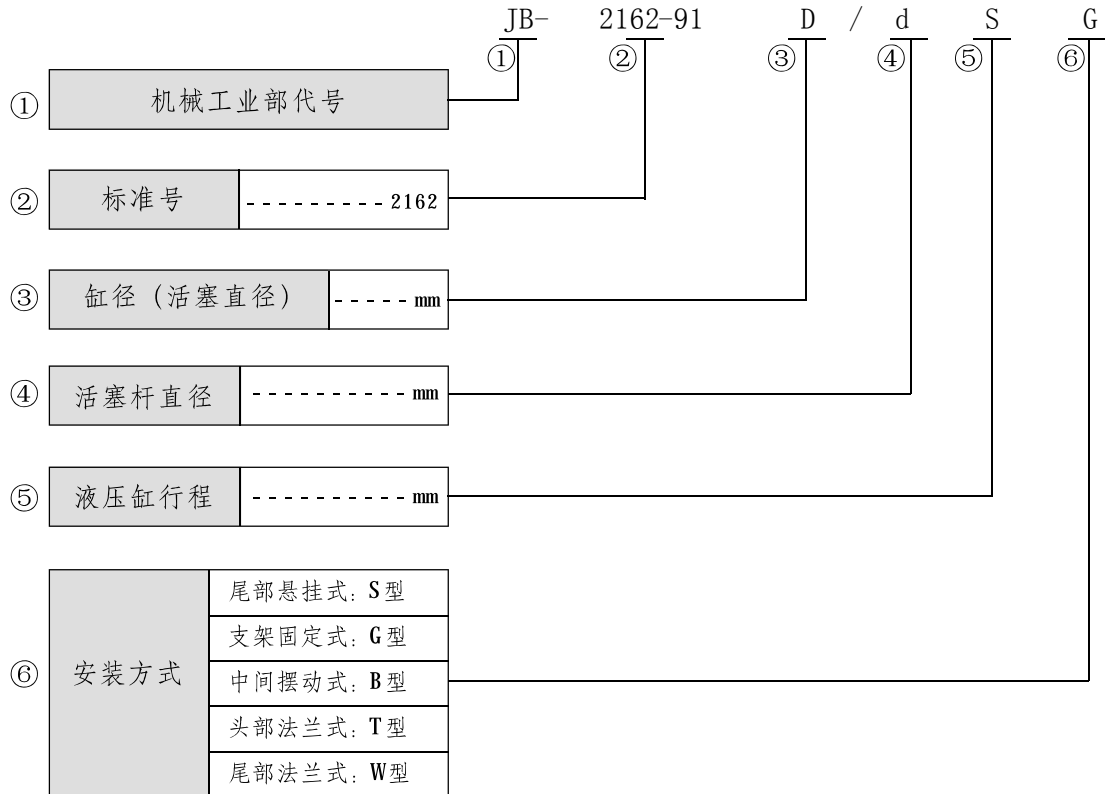 JB- 2162-91 D / d S G
① ② ③ ④ ⑤ ⑥
① 机械工业部代号
② 标准号 --------- 2162
③ 缸径（活塞直径） ----- mm
④ 活塞杆直径 ---------- mm
⑤ 液压缸行程 ---------- mm
尾部悬挂式: S型
支架固定式: G型
⑥ 安装方式 中间摆动式: B型
头部法兰式: T型
尾部法兰式: W型